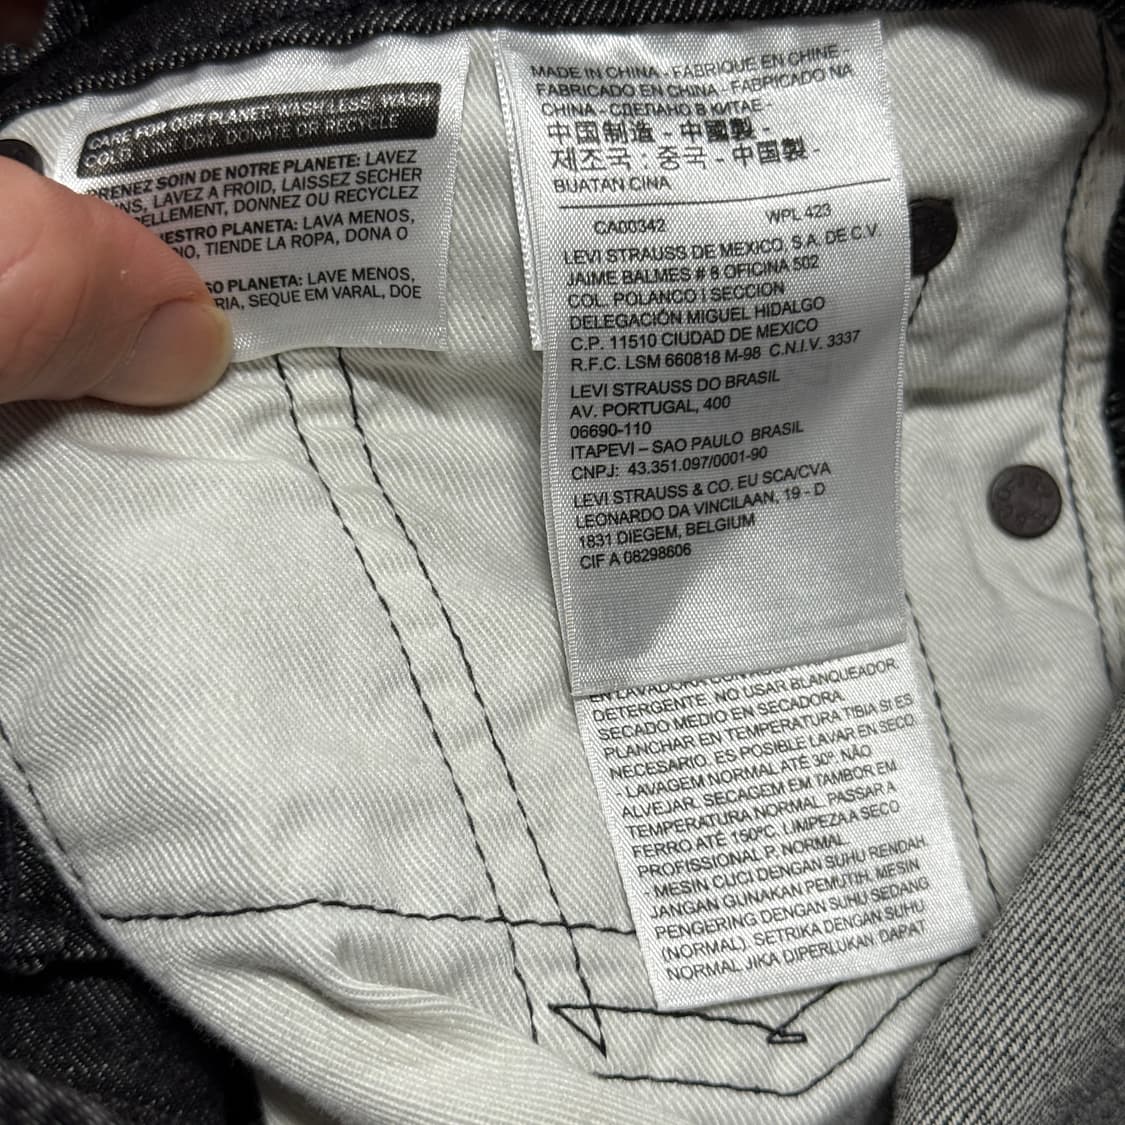 CARE FOR OUR PLANET: WASH LESS, WASH
COLD, LINE DRY, DONATE OR RECYCLE
PRENEZ SOIN DE NOTRE PLANETE: LAVEZ
LAVEZ A FROID, LAISSEZ SECHER
DONNEZ OU RECYCLEZ
PLANETA: LAVA MENOS,
TIENDE LA ROPA, DONA O
PLANETA: LAVE MENOS,
SEQUE EM VARAL, DOE
MADE IN CHINA - FABRIQUE EN CHINE -
FABRICADO EN CHINA - FABRICADO NA
CHINA - СДЕЛАНО В КИТАЕ -
中国制造 - 中國製 -
제조국 : 중국 - 中国製 -
BUATAN CINA
CA00342 WPL 423
LEVI STRAUSS DE MEXICO, S.A. DE C.V
JAIME BALMES # 8 OFICINA 502
COL. POLANCO I SECCION
DELEGACIÓN MIGUEL HIDALGO
C.P. 11510 CIUDAD DE MEXICO
R.F.C. LSM 660818 M-98 C.N.I.V. 3337
LEVI STRAUSS DO BRASIL
AV. PORTUGAL, 400
06690-110
ITAPEVI – SAO PAULO BRASIL
CNPJ: 43.351.097/0001-90
LEVI STRAUSS & CO. EU SCA/CVA
LEONARDO DA VINCILAAN, 19 - D
1831 DIEGEM, BELGIUM
CIF A 08298606
EN LAVADORA
DETERGENTE. NO USAR BLANQUEADOR.
SECADO MEDIO EN SECADORA.
PLANCHAR EN TEMPERATURA TIBIA SI ES
NECESARIO. ES POSIBLE LAVAR EN SECO
- LAVAGEM NORMAL ATÉ 30º. NÃO
ALVEJAR. SECAGEM EM TAMBOR EM
TEMPERATURA NORMAL. PASSAR A
FERRO ATÉ 150ºC. LIMPEZA A SECO
PROFISSIONAL P. NORMAL.
- MESIN CUCI DENGAN SUHU RENDAH.
JANGAN GUNAKAN PEMUTIH. MESIN
PENGERING DENGAN SUHU SEDANG
(NORMAL). SETRIKA DENGAN SUHU
NORMAL JIKA DIPERLUKAN. DAPAT